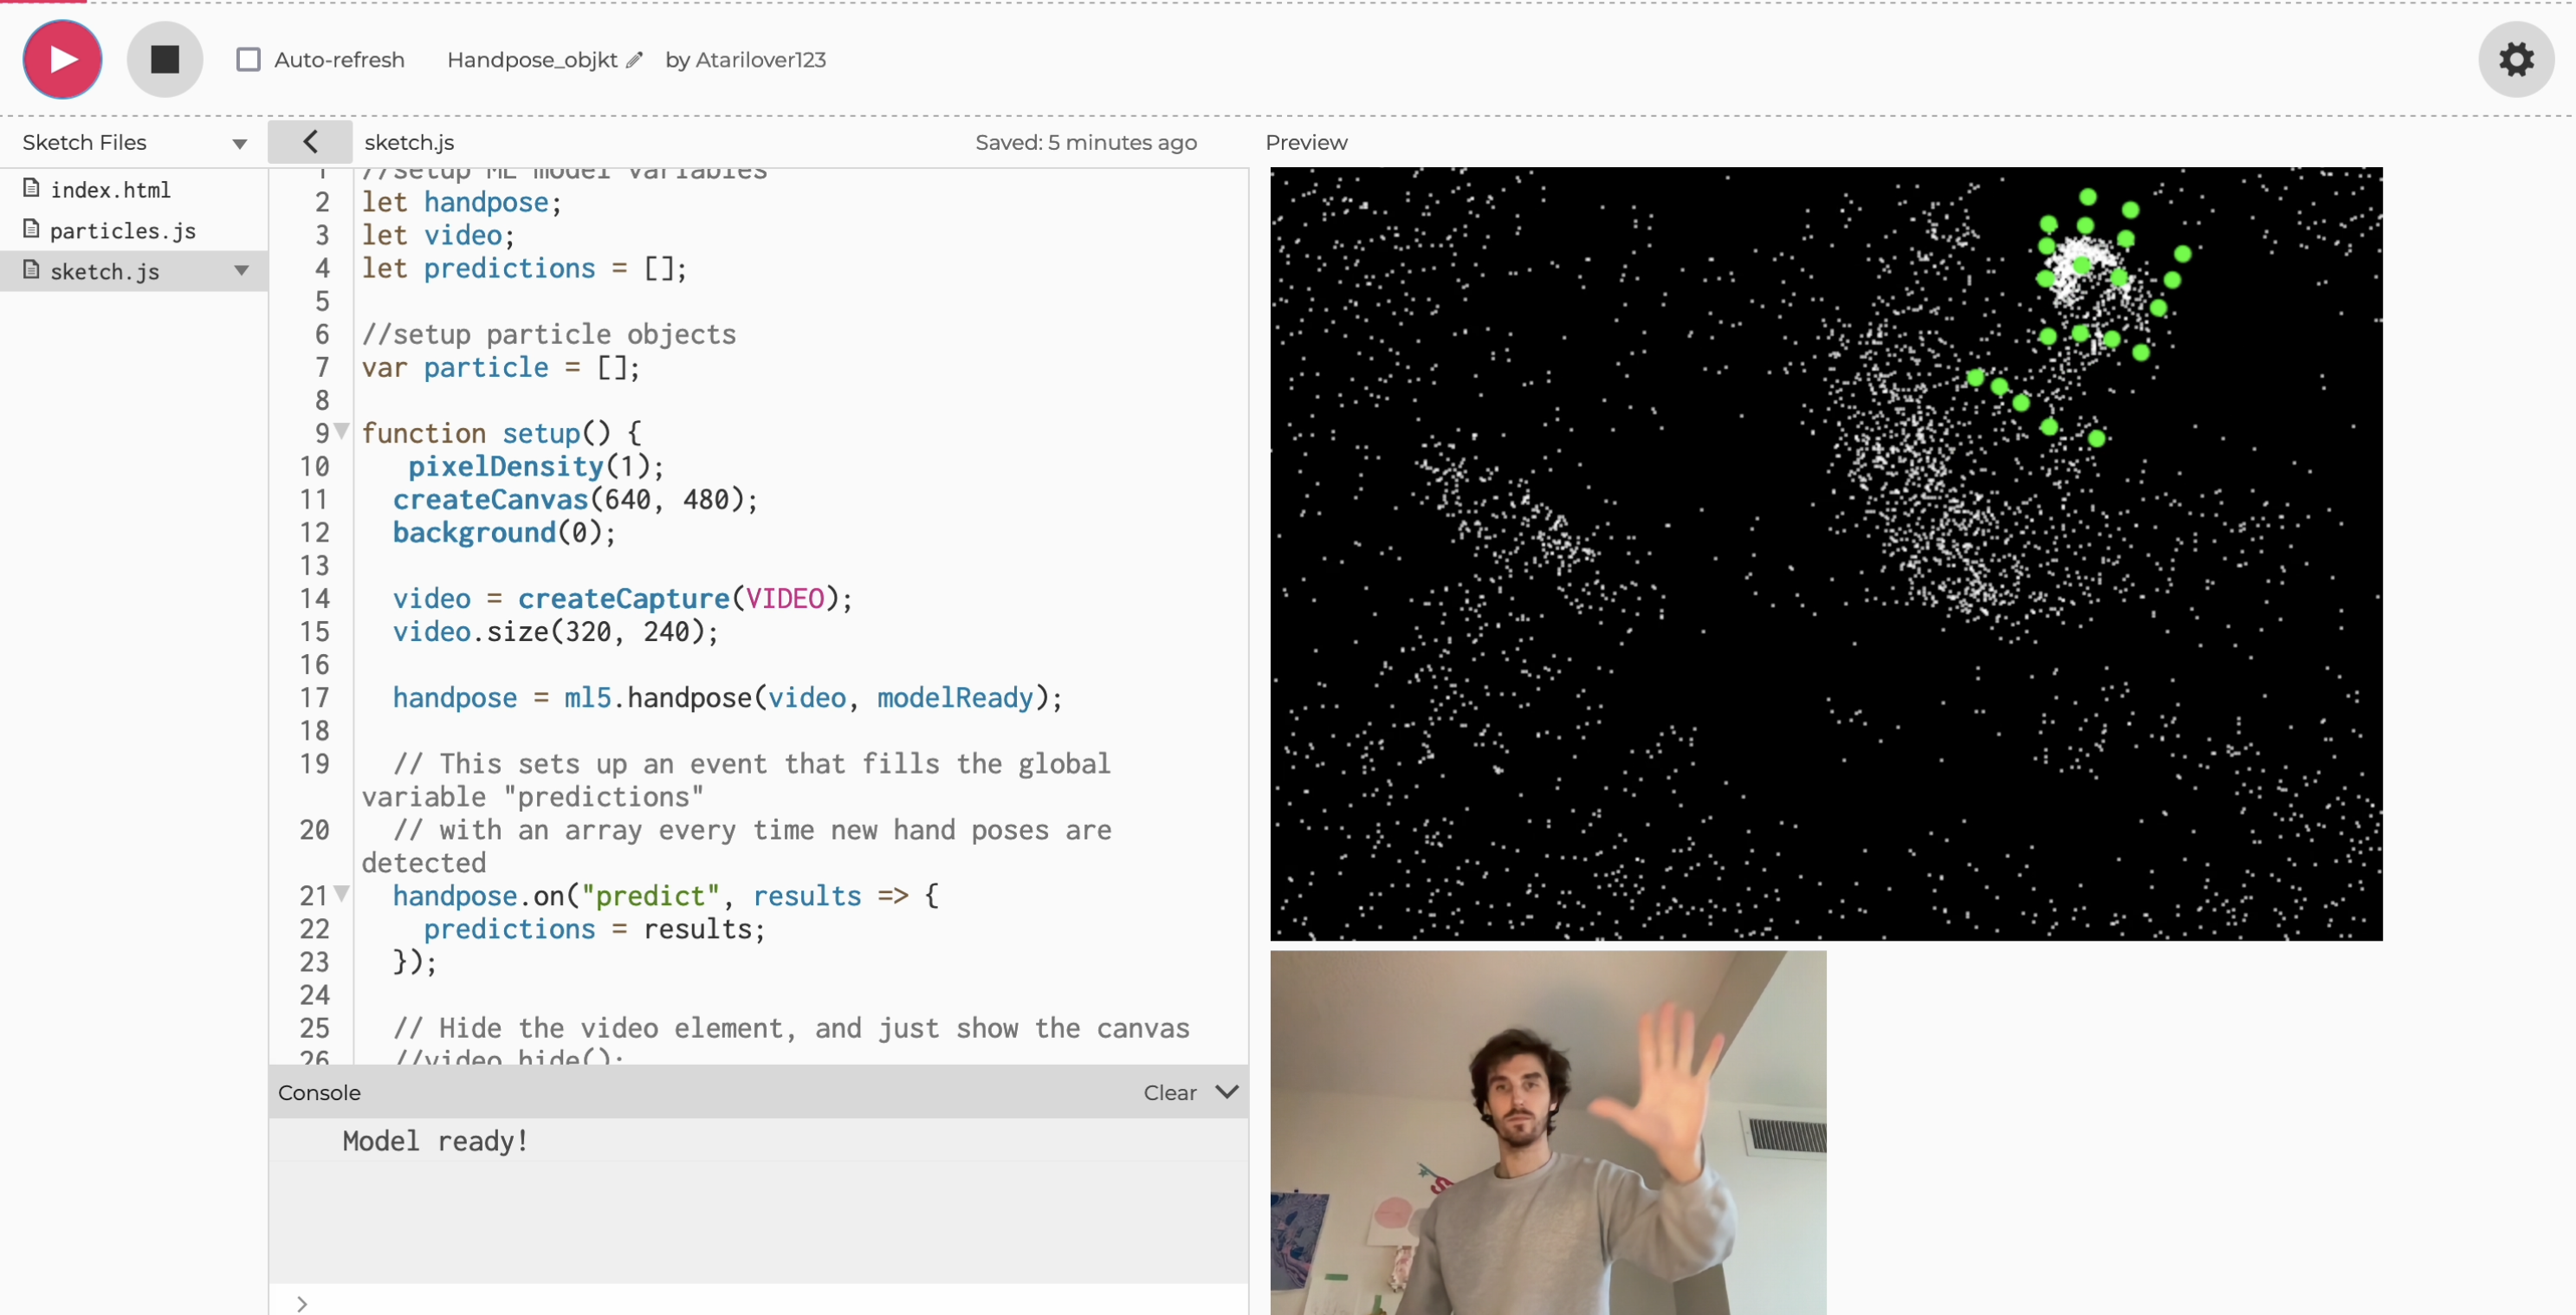 Auto-refresh
Handpose_objkt
by Atarilover123
Sketch Files
sketch.js
Saved: 5 minutes ago
Preview
index.html
particles.js
sketch.js
1 //setup ML model variables
2 let handpose;
3 let video;
4 let predictions = [];
5
6 //setup particle objects
7 var particle = [];
8
9 function setup() {
10 pixelDensity(1);
11 createCanvas(640, 480);
12 background(0);
13
14 video = createCapture(VIDEO);
15 video.size(320, 240);
16
17 handpose = ml5.handpose(video, modelReady);
18
19 // This sets up an event that fills the global
variable "predictions"
20 // with an array every time new hand poses are
detected
21 handpose.on("predict", results => {
22 predictions = results;
23 });
24
25 // Hide the video element, and just show the canvas
26 //video.hide();
Console
Clear
Model ready!
>